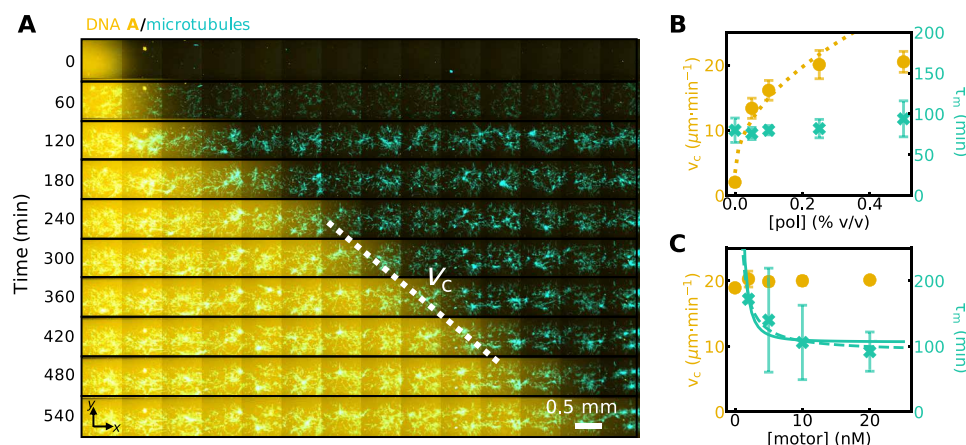 A
DNA A/microtubules
Time (min)
0
60
120
180
240
300
360
420
480
540
v_c
y
x
0.5 mm
B
v_c (μm·min⁻¹)
0
10
20
0.0
0.2
0.4
[pol] (% v/v)
0
50
100
150
200
τ_m (min)
C
v_c (μm·min⁻¹)
0
10
20
0
10
20
[motor] (nM)
0
100
200
τ_m (min)